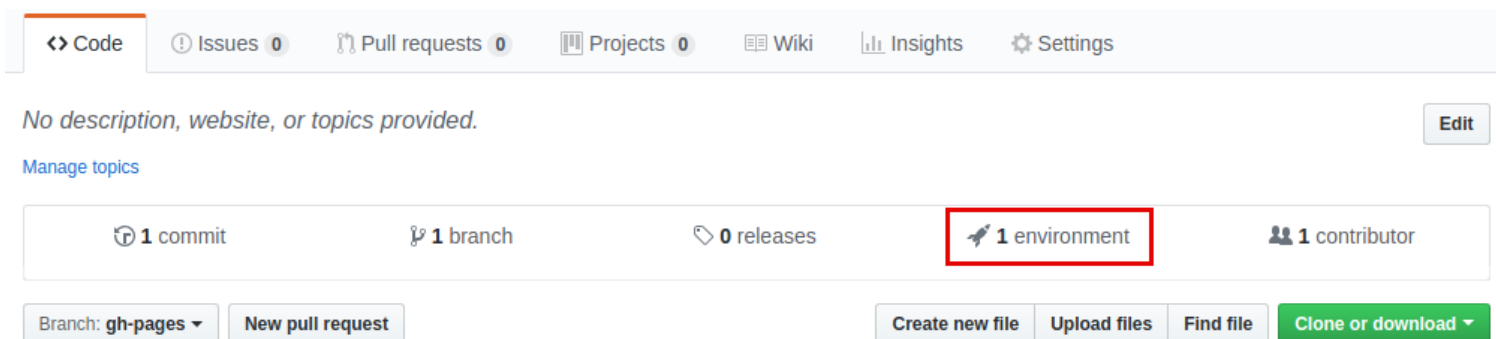 Code Issues 0 Pull requests 0 Projects 0 Wiki Insights Settings
No description, website, or topics provided. Edit
Manage topics
1 commit 1 branch 0 releases 1 environment 1 contributor
Branch: gh-pages New pull request Create new file Upload files Find file Clone or download